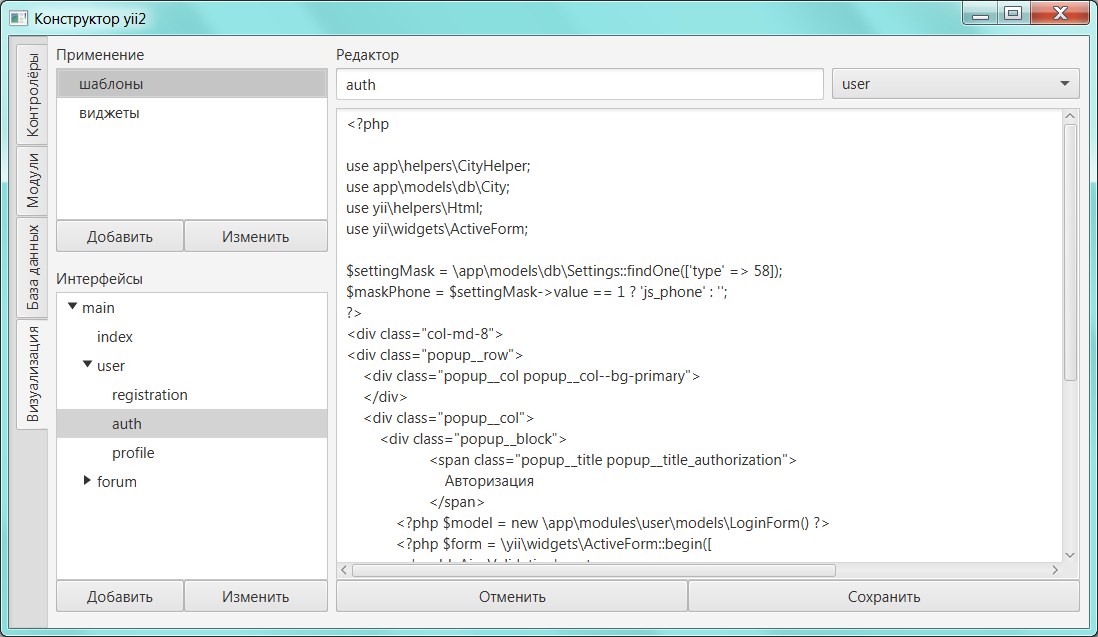 Конструктор yii2
Контролёры
Модули
База данных
Визуализация
Применение
шаблоны
виджеты
Добавить
Изменить
Интерфейсы
main
index
user
registration
auth
profile
forum
Добавить
Изменить
Редактор
auth
user
<?php
use app\helpers\CityHelper;
use app\models\db\City;
use yii\helpers\Html;
use yii\widgets\ActiveForm;
$settingMask = \app\models\db\Settings::findOne(['type' => 58]);
$maskPhone = $settingMask->value == 1 ? 'js_phone' : '';
?>
<div class="col-md-8">
<div class="popup__row">
<div class="popup__col popup__col--bg-primary">
</div>
<div class="popup__col">
<div class="popup__block">
<span class="popup__title popup__title_authorization">
Авторизация
</span>
<?php $model = new \app\modules\user\models\LoginForm() ?>
<?php $form = \yii\widgets\ActiveForm::begin([
Отменить
Сохранить